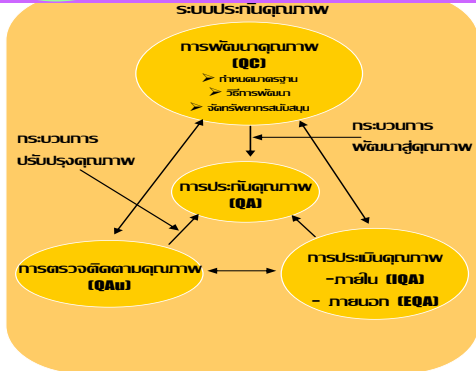 ระบบประกันคุณภาพ
การพัฒนาคุณภาพ
(QC)
➢ กำหนดมาตรฐาน
➢ วิธีการพัฒนา
➢ จัดทรัพยากรสนับสนุน
กระบวนการ
ปรับปรุงคุณภาพ
กระบวนการ
พัฒนาสู่คุณภาพ
การประกันคุณภาพ
(QA)
การตรวจติดตามคุณภาพ
(QAu)
การประเมินคุณภาพ
-ภายใน (IQA)
- ภายนอก (EQA)